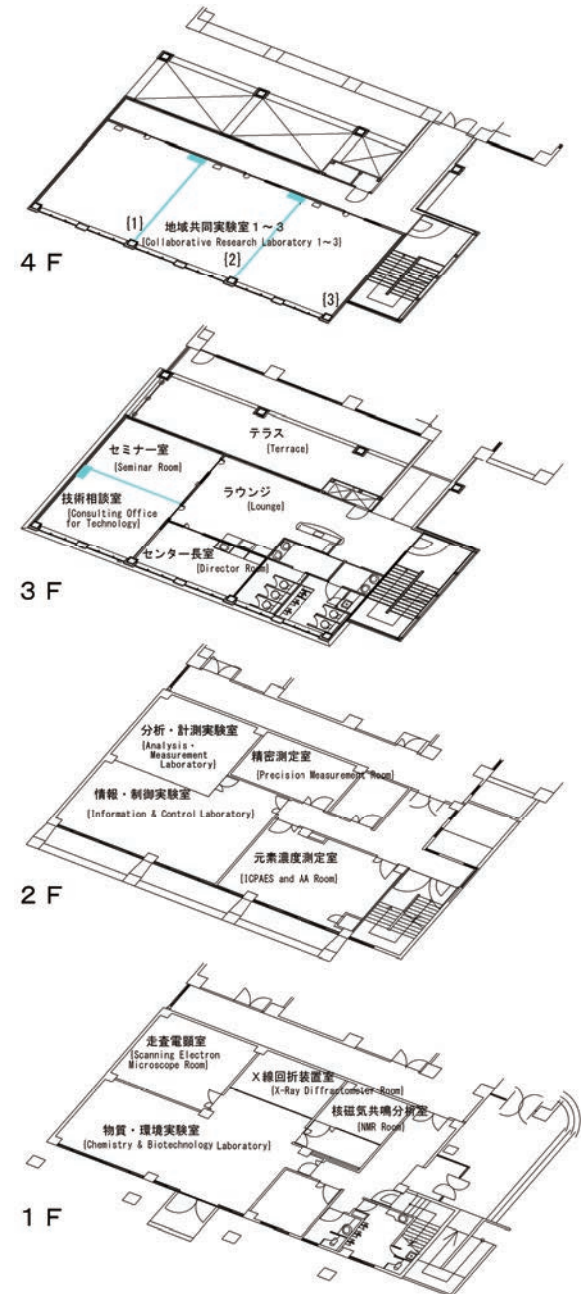 {1}
地域共同実験室１～３
{Collaborative Research Laboratory 1~3}
{2}
{3}
４Ｆ
テラス
{Terrace}
セミナー室
{Seminar Room}
ラウンジ
{Lounge}
技術相談室
{Consulting Office
for Technology}
センター長室
{Director Room}
３Ｆ
分析・計測実験室
{Analysis・
Measurement
Laboratory}
精密測定室
{Precision Measurement Room}
情報・制御実験室
{Information & Control Laboratory}
元素濃度測定室
{ICPAES and AA Room}
２Ｆ
走査電顕室
{Scanning Electron
Microscope Room}
Ｘ線回折装置室
{X-Ray Diffractometer Room}
核磁気共鳴分析室
{NMR Room}
物質・環境実験室
{Chemistry & Biotechnology Laboratory}
１Ｆ